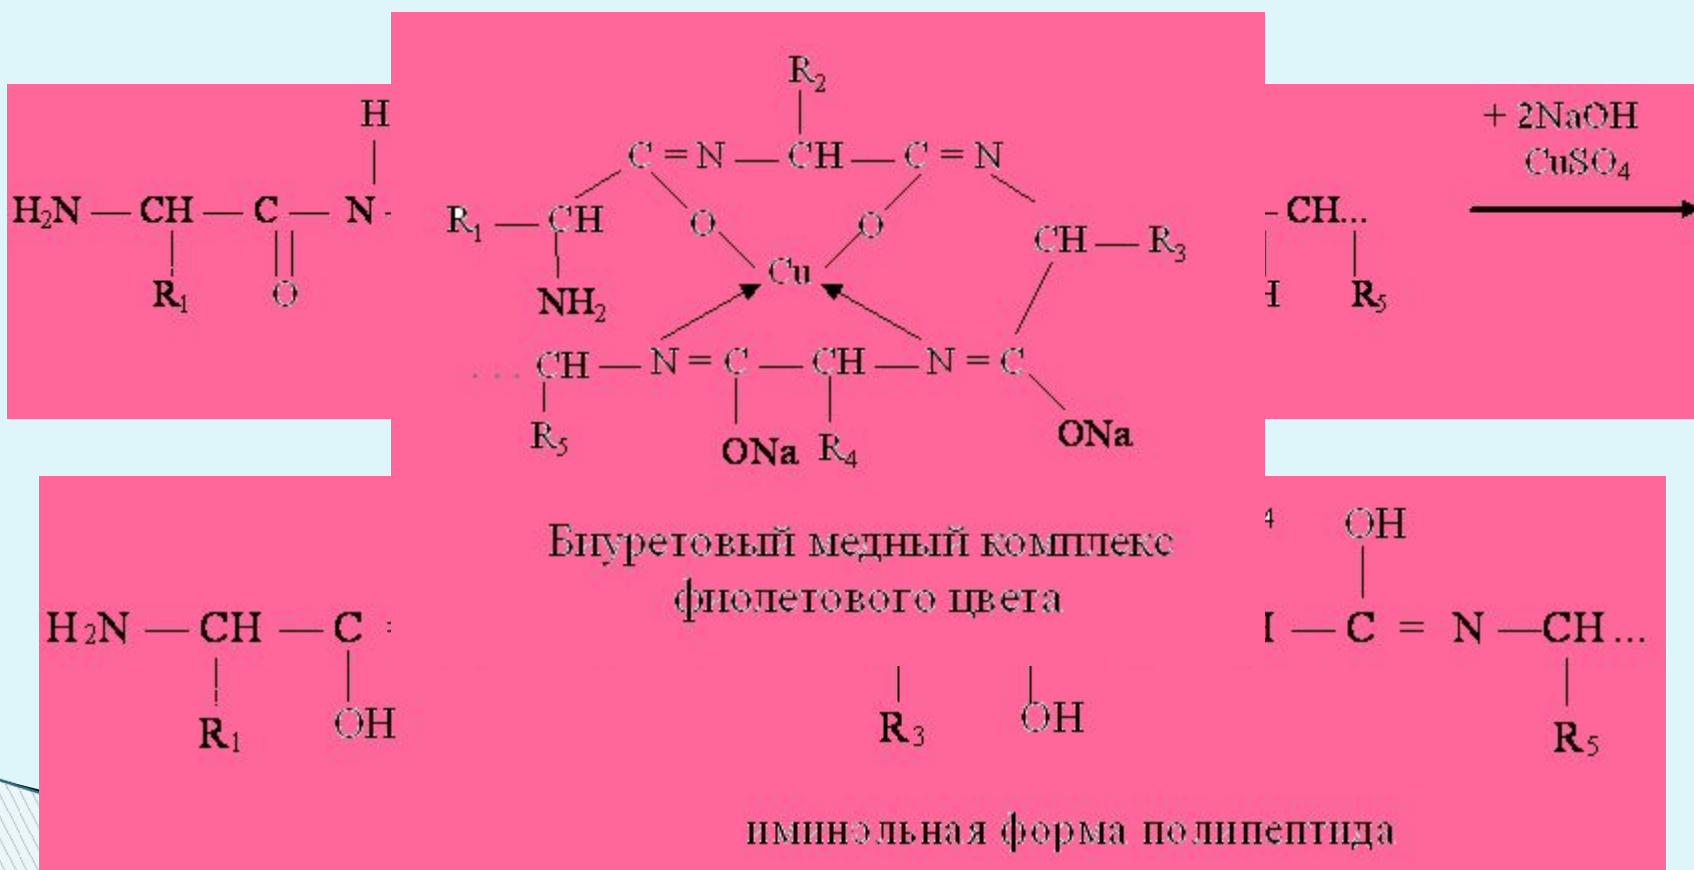 R₂
H
+ 2NaOH
C = N — CH — C = N
CuSO₄
H₂N — CH — C — N -
R₁ — CH
O
O
CH — R₃
– CH...
Cu
R₁
O
NH₂
H
R₅
... CH — N = C — CH — N = C
R₅
ONa
R₄
ONa
Биуретовый медный комплекс
фиолетового цвета
4
OH
H₂N — CH — C =
— C = N — CH...
R₁
OH
R₃
OH
R₅
иминольная форма полипептида